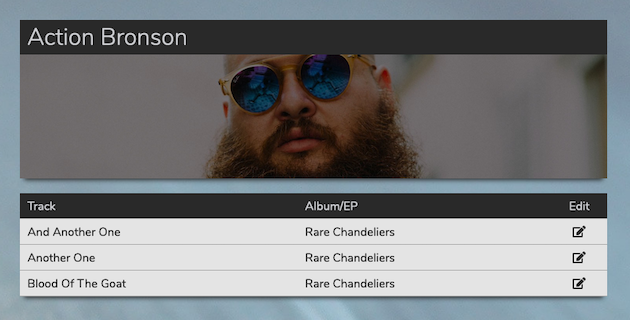 Action Bronson
Track Album/EP Edit
And Another One Rare Chandeliers
Another One Rare Chandeliers
Blood Of The Goat Rare Chandeliers